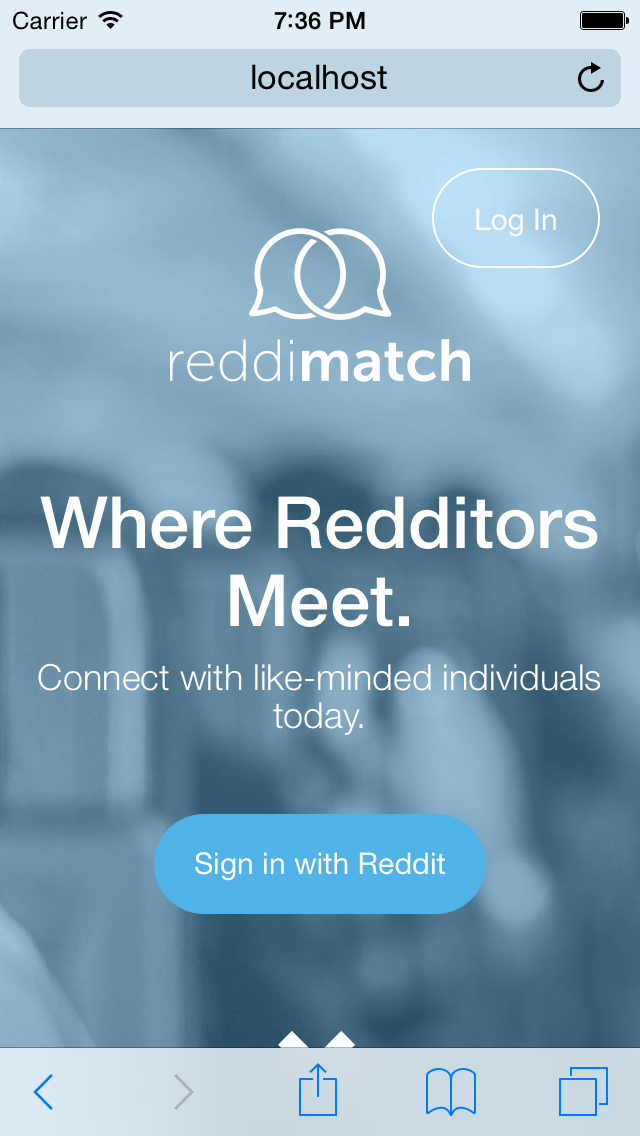 Carrier 7:36 PM
localhost
Log In
reddimatch
Where Redditors
Meet.
Connect with like-minded individuals
today.
Sign in with Reddit